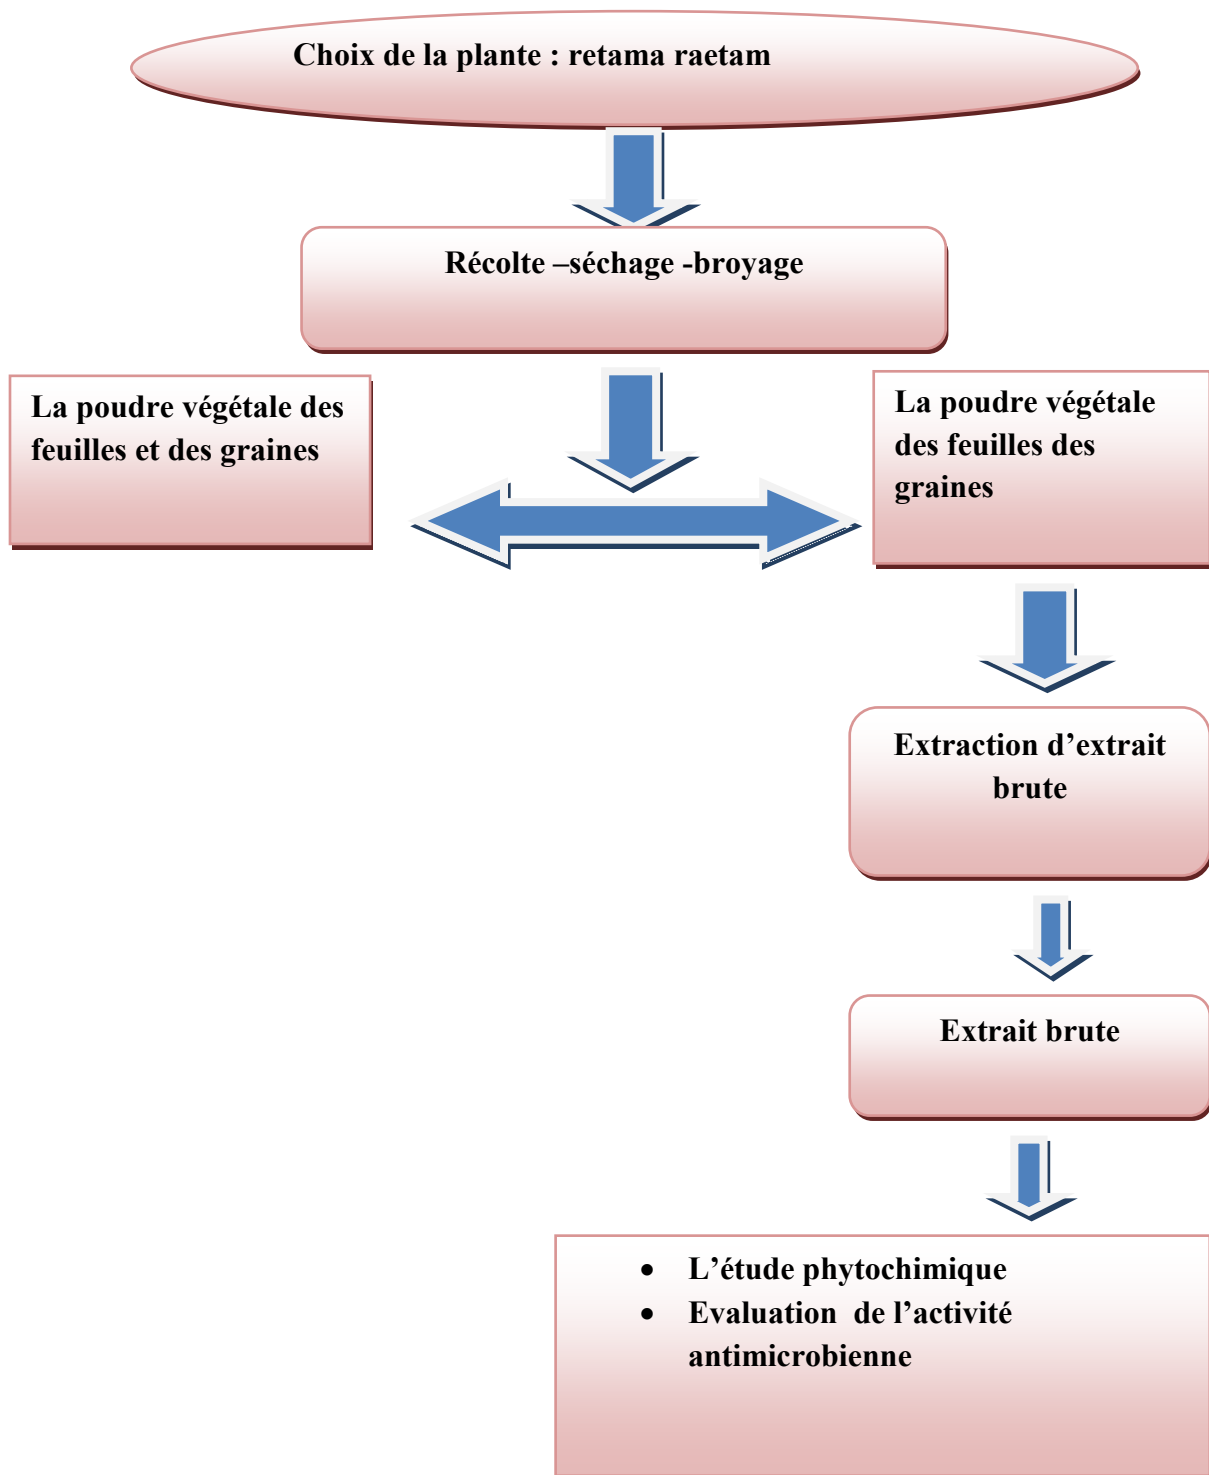 Choix de la plante : retama raetam
Récolte –séchage -broyage
La poudre végétale des
feuilles et des graines
La poudre végétale
des feuilles des
graines
Extraction d’extrait
brute
Extrait brute
• L’étude phytochimique
• Evaluation  de l’activité
antimicrobienne